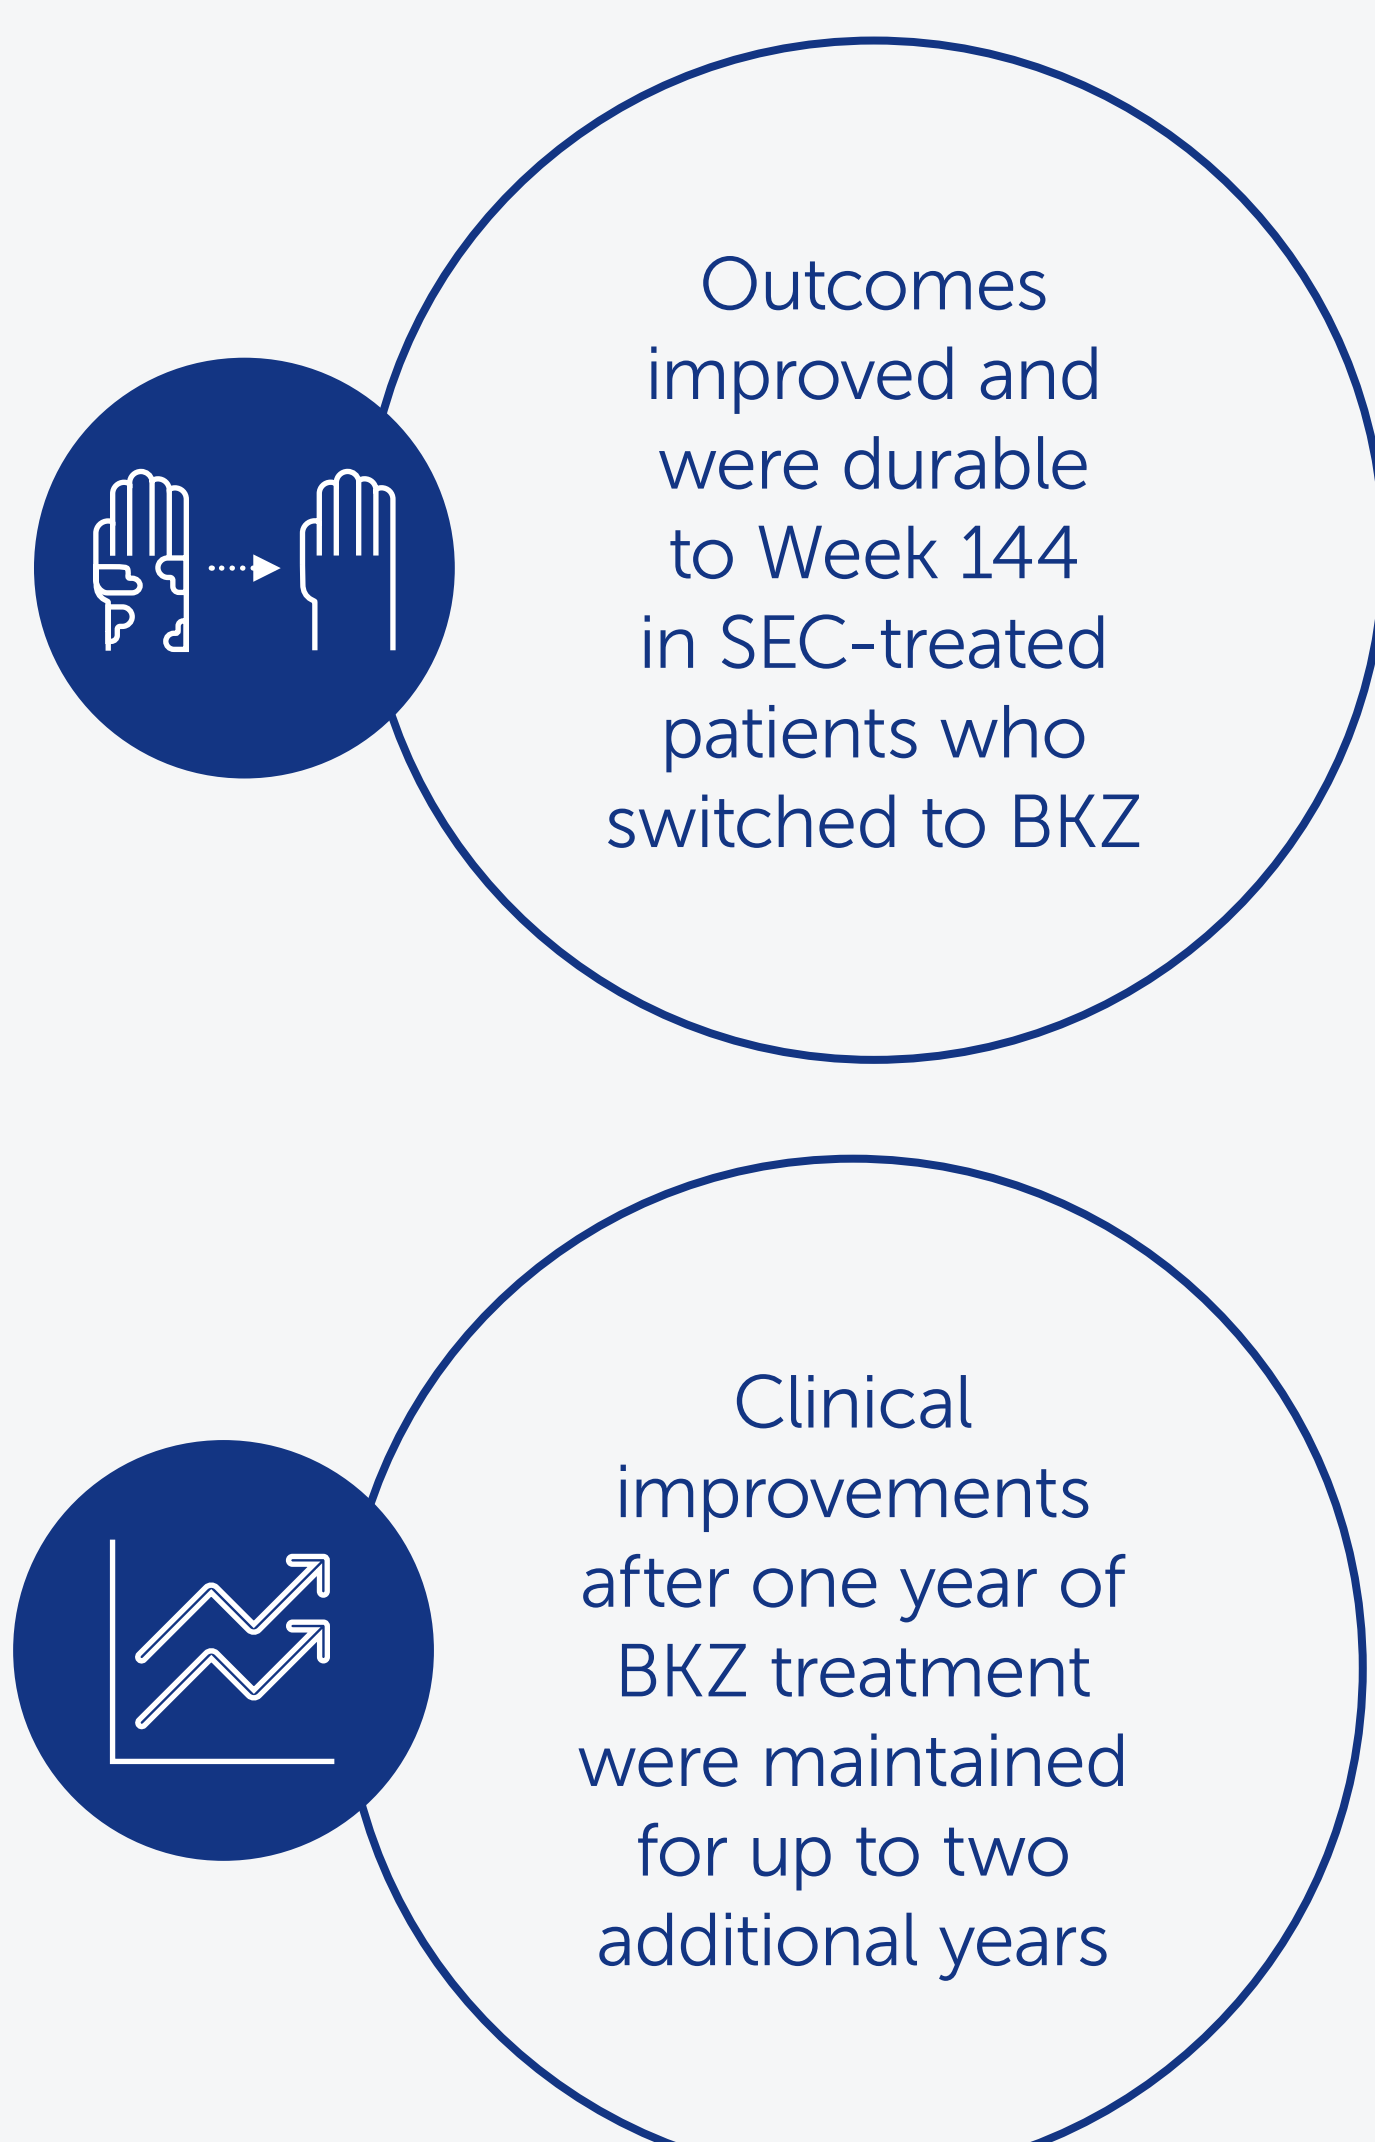 Outcomes
improved and
were durable
to Week 144
in SEC-treated
patients who
switched to BKZ
Clinical
improvements
after one year of
BKZ treatment
were maintained
for up to two
additional years